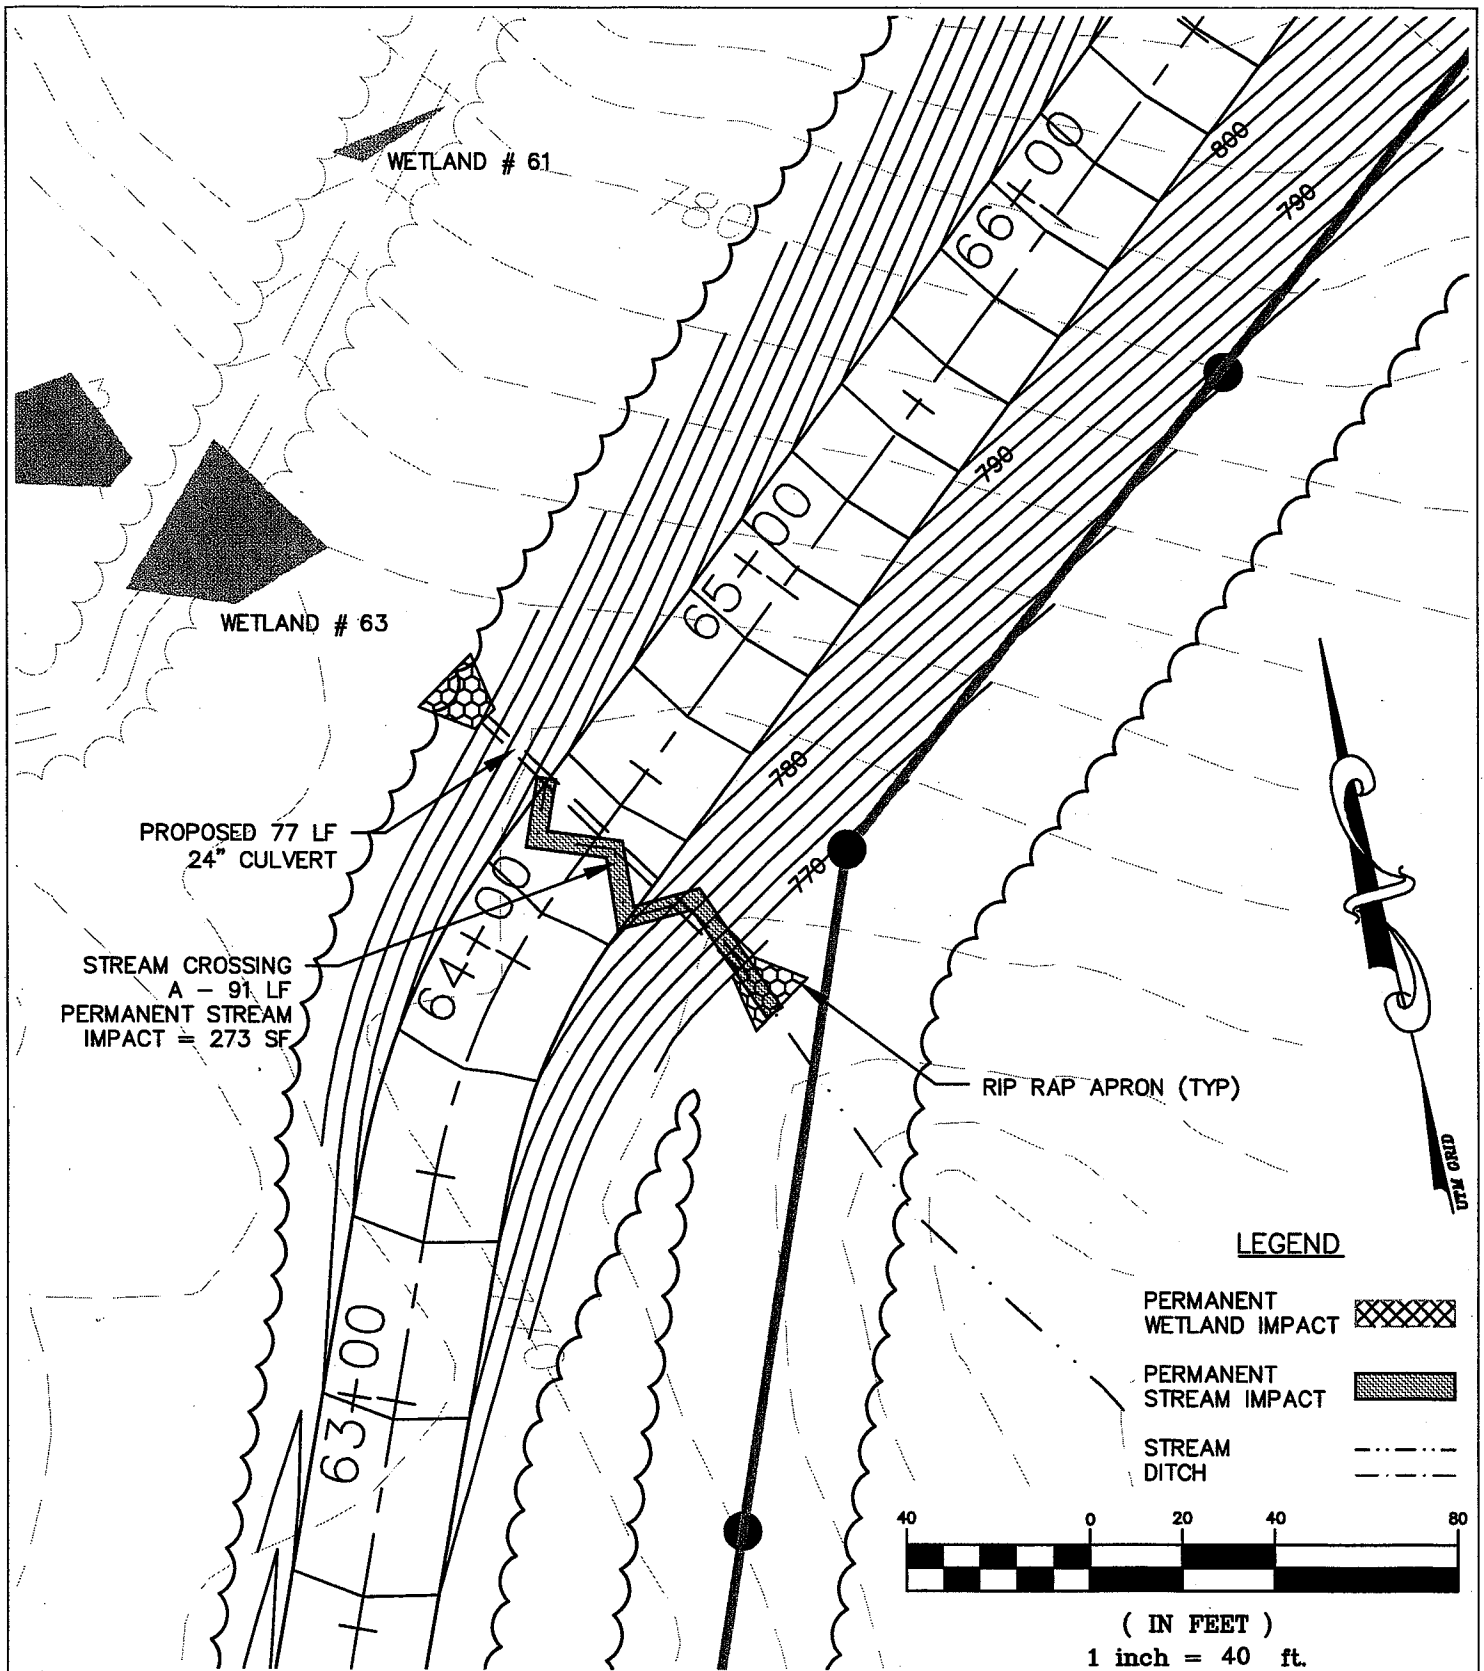 WETLAND # 61
780
800
66+00
790
790
65+00
WETLAND # 63
780
PROPOSED 77 LF
24" CULVERT
770
64+00
STREAM CROSSING
A - 91 LF
PERMANENT STREAM
IMPACT = 273 SF
RIP RAP APRON (TYP)
UTM GRID
LEGEND
PERMANENT
WETLAND IMPACT
PERMANENT
STREAM IMPACT
STREAM
DITCH
63+00
40 0 20 40 80
( IN FEET )
1 inch = 40 ft.